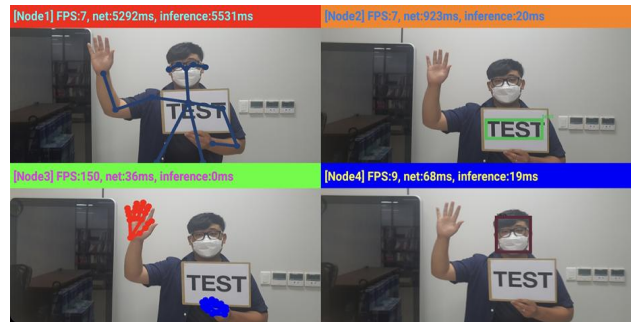 [Node1] FPS:7, net:5292ms, inference:5531ms
[Node2] FPS:7, net:923ms, inference:20ms
TEST
TEST
[Node3] FPS:150, net:36ms, inference:0ms
[Node4] FPS:9, net:68ms, inference:19ms
TEST
TEST